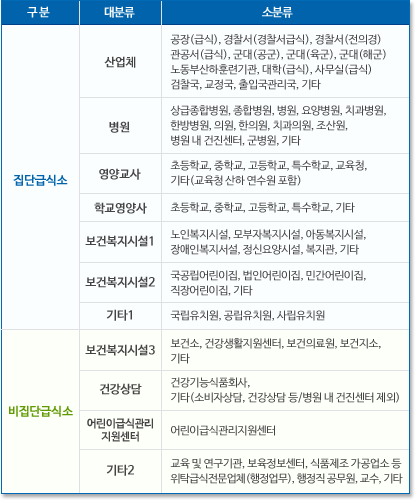 구 분 대분류 소분류
집단급식소
산업체
공장(급식), 경찰서(경찰서급식), 경찰서(전의경)
관공서(급식), 군대(공군), 군대(육군), 군대(해군)
노동부산하훈련기관, 대학(급식), 사무실(급식)
검찰국, 교정국, 출입국관리국, 기타
병원
상급종합병원, 종합병원, 병원, 요양병원, 치과병원,
한방병원, 의원, 한의원, 치과의원, 조산원,
병원 내 건진센터, 군병원, 기타
영양교사
초등학교, 중학교, 고등학교, 특수학교, 교육청,
기타(교육청 산하 연수원 포함)
학교영양사
초등학교, 중학교, 고등학교, 특수학교, 기타
보건복지시설1
노인복지시설, 모부자복지시설, 아동복지시설,
장애인복지서설, 정신요양시설, 복지관, 기타
보건복지시설2
국공립어린이집, 법인어린이집, 민간어린이집,
직장어린이집, 기타
기타1
국립유치원, 공립유치원, 사립유치원
비집단급식소
보건복지시설3
보건소, 건강생활지원센터, 보건의료원, 보건지소,
기타
건강상담
건강기능식품회사,
기타(소비자상담, 건강상담 등/병원 내 건진센터 제외)
어린이급식관리
지원센터
어린이급식관리지원센터
기타2
교육 및 연구기관, 보육정보센터, 식품제조 가공업소 등
위탁급식전문업체(행정업무), 행정직 공무원, 교수, 기타